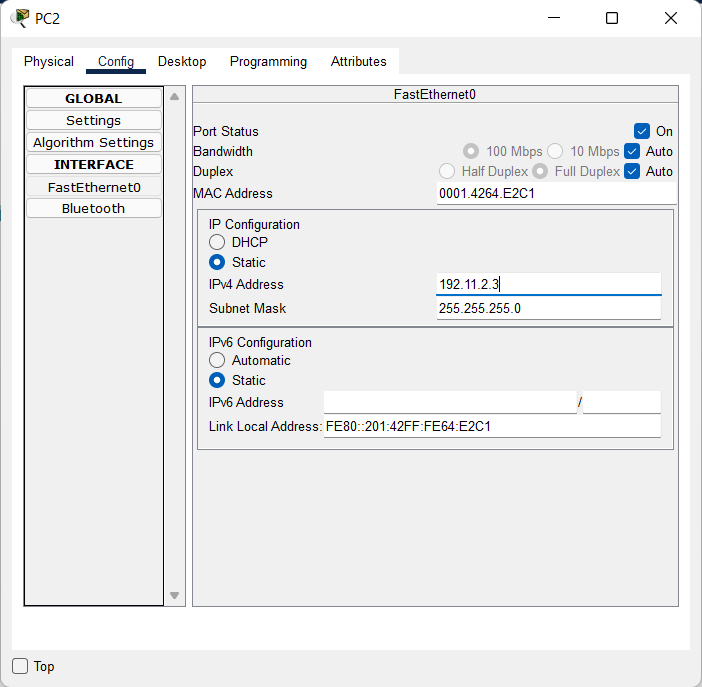 PC2
Physical Config Desktop Programming Attributes
GLOBAL
Settings
Algorithm Settings
INTERFACE
FastEthernet0
Bluetooth
FastEthernet0
Port Status On
Bandwidth 100 Mbps 10 Mbps Auto
Duplex Half Duplex Full Duplex Auto
MAC Address 0001.4264.E2C1
IP Configuration
DHCP
Static
IPv4 Address 192.11.2.3
Subnet Mask 255.255.255.0
IPv6 Configuration
Automatic
Static
IPv6 Address /
Link Local Address: FE80::201:42FF:FE64:E2C1
Top